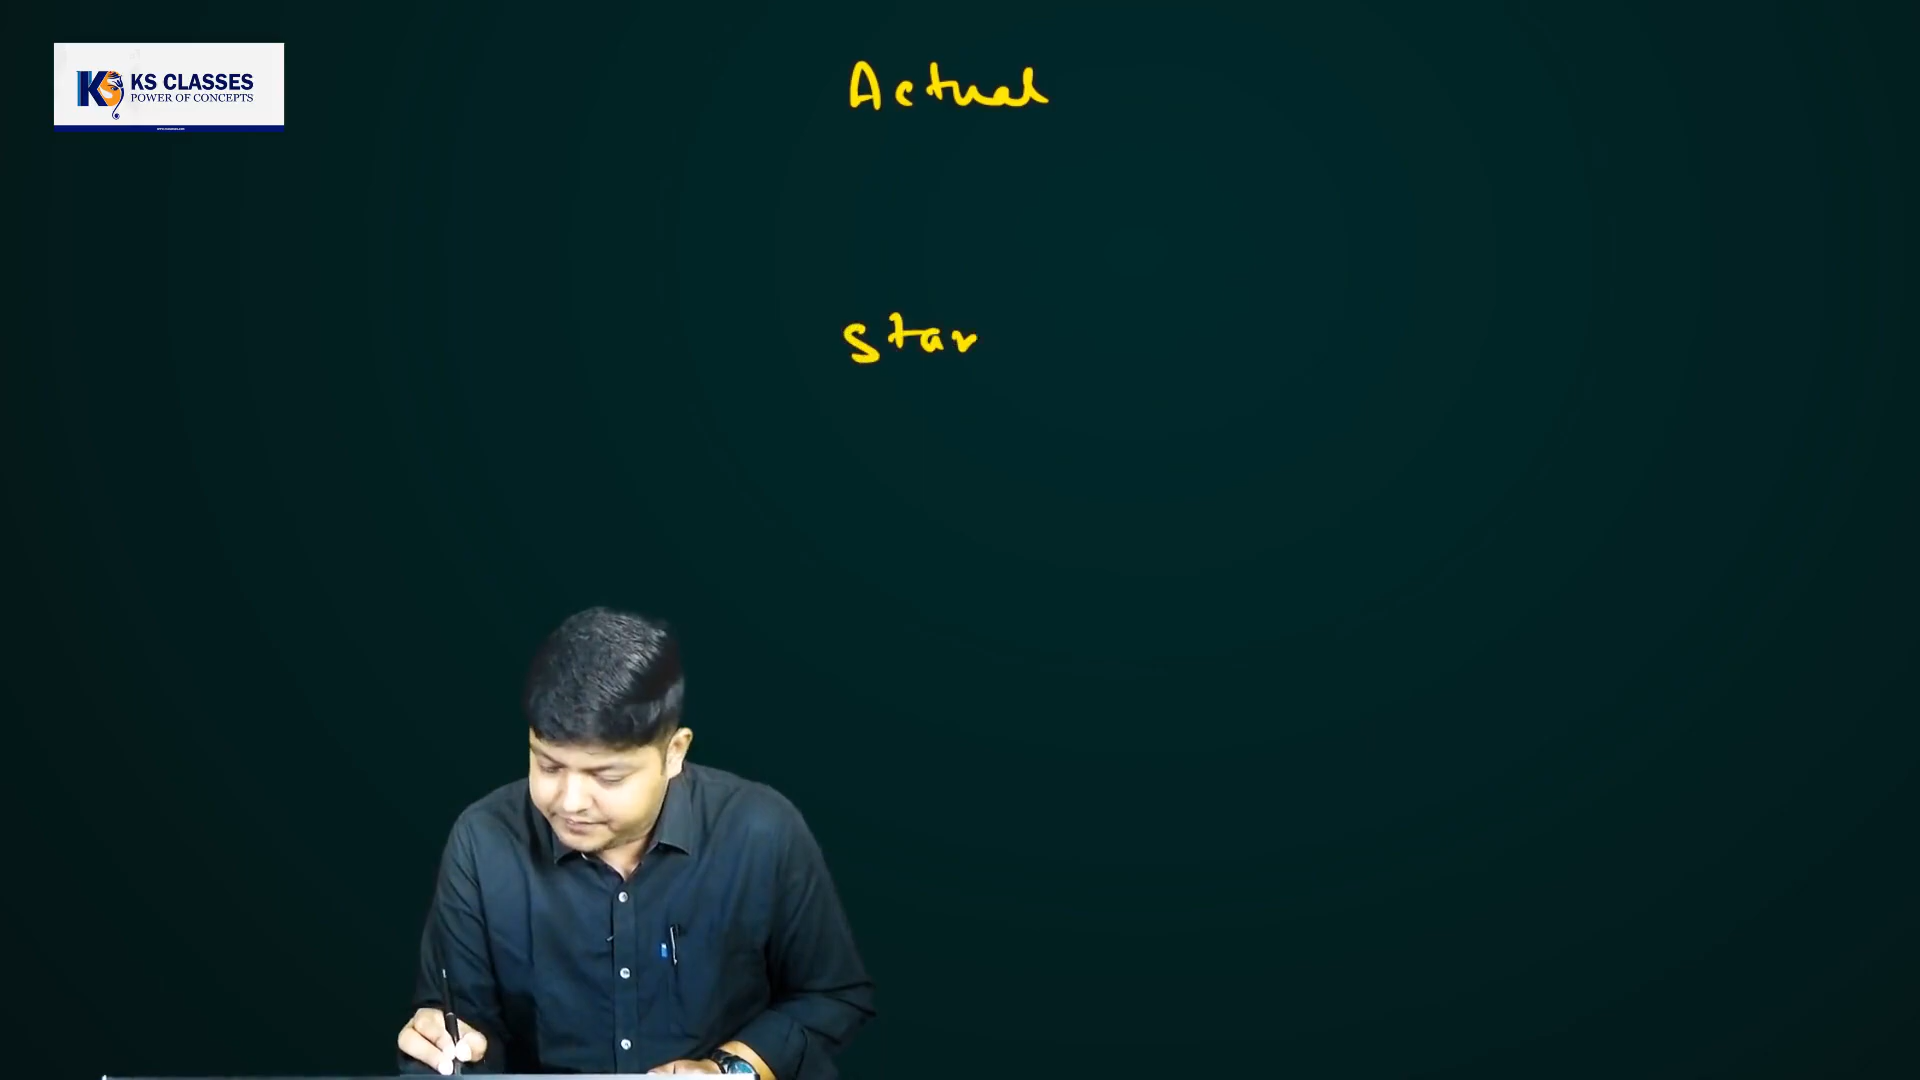 KS CLASSES
POWER OF CONCEPTS
Actual
Star